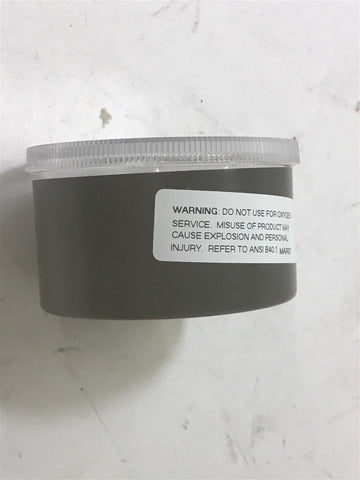 WARNING: DO NOT USE FOR OXYGEN
SERVICE. MISUSE OF PRODUCT MAY
CAUSE EXPLOSION AND PERSONAL
INJURY. REFER TO ANSI B40.1